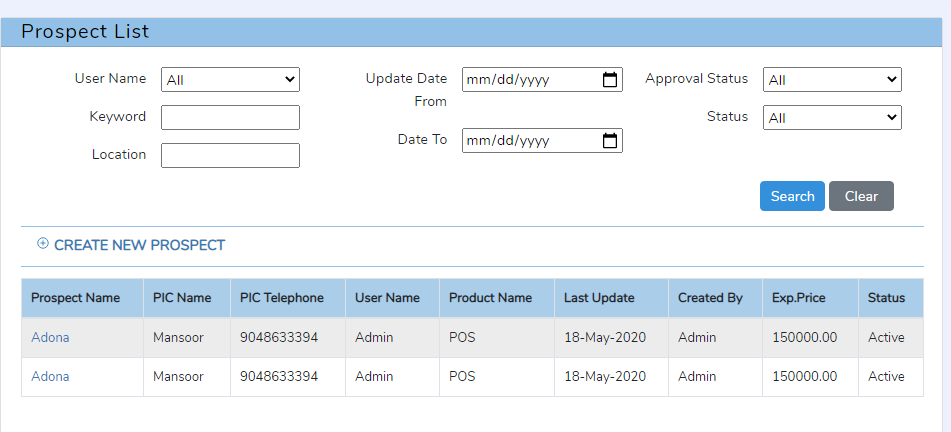 Prospect List
User Name All Update Date From mm/dd/yyyy Approval Status All
Keyword Status All
Location Date To mm/dd/yyyy
Search Clear
CREATE NEW PROSPECT
Prospect Name PIC Name PIC Telephone User Name Product Name Last Update Created By Exp.Price Status
Adona Mansoor 9048633394 Admin POS 18-May-2020 Admin 150000.00 Active
Adona Mansoor 9048633394 Admin POS 18-May-2020 Admin 150000.00 Active